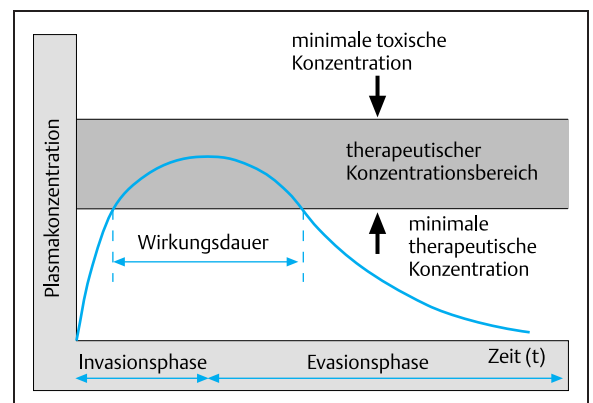 minimale toxische
Konzentration
Plasmakonzentration
therapeutischer
Konzentrationsbereich
minimale
therapeutische
Konzentration
Wirkungsdauer
Zeit (t)
Invasionsphase
Evasionsphase